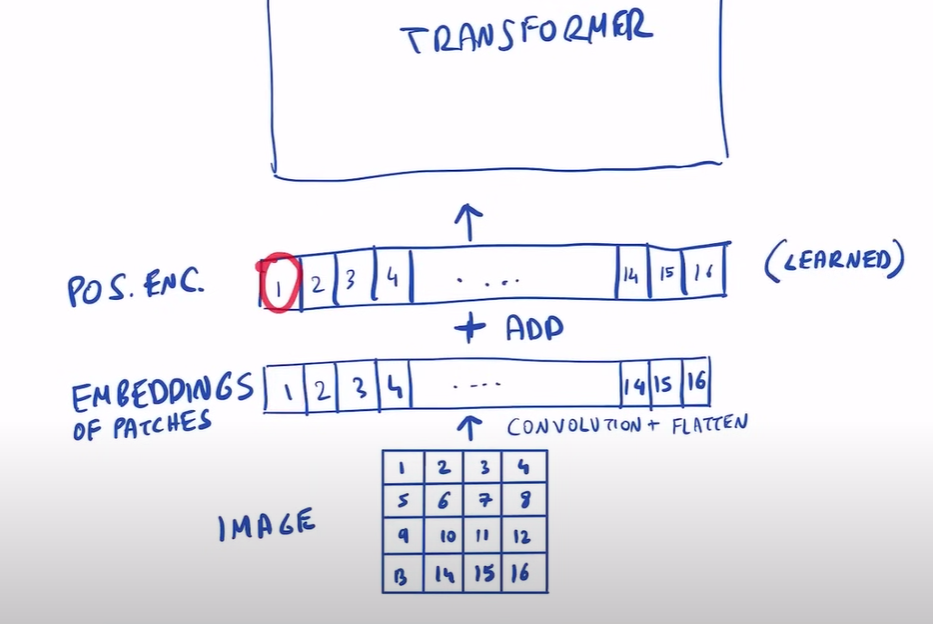 TRANSFORMER
POS. ENC. 1 2 3 4 .... 14 15 16 (LEARNED)
+ ADD
EMBEDDINGS OF PATCHES 1 2 3 4 .... 14 15 16
CONVOLUTION + FLATTEN
IMAGE
1 2 3 4
5 6 7 8
9 10 11 12
13 14 15 16